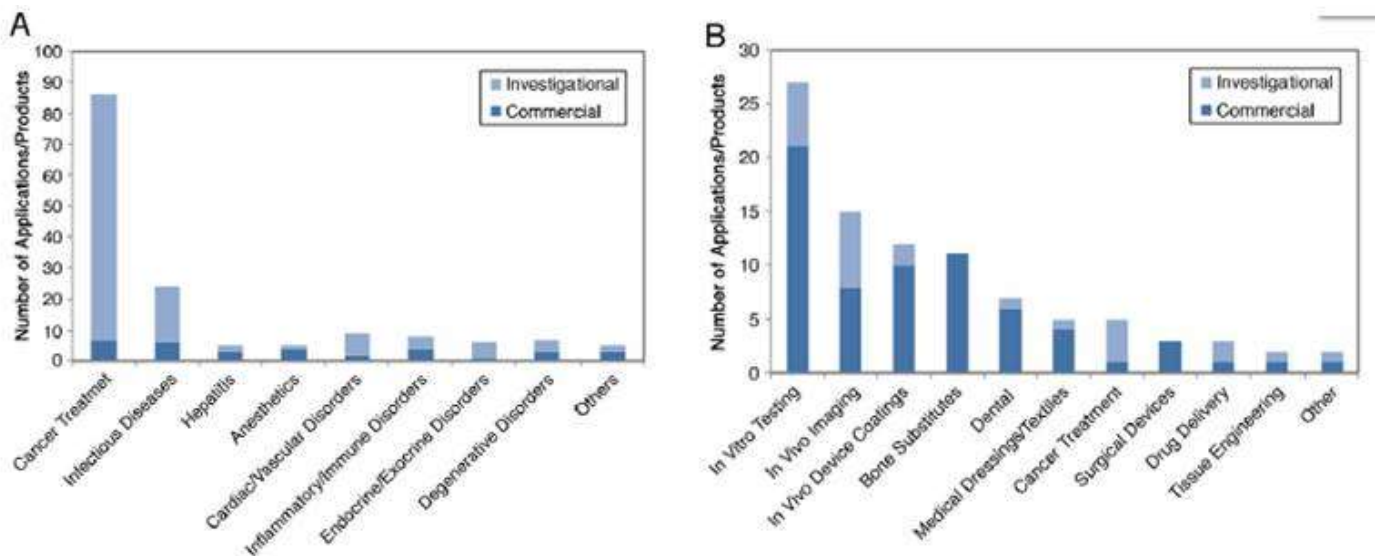 A
Number of Applications/Products
100
90
80
70
60
50
40
30
20
10
0
Investigational
Commercial
Cancer Treatmet
Infectious Diseases
Hepatitis
Anesthetics
Cardiac/Vascular Disorders
Inflammatory/Immune Disorders
Endocrine/Exocrine Disorders
Degenerative Disorders
Others
B
Number of Applications/Products
30
25
20
15
10
5
0
Investigational
Commercial
In Vitro Testing
In Vivo Imaging
In Vivo Device Coatings
Bone Substitutes
Dental
Medical Dressings/Textiles
Cancer Treatment
Surgical Devices
Drug Delivery
Tissue Engineering
Other